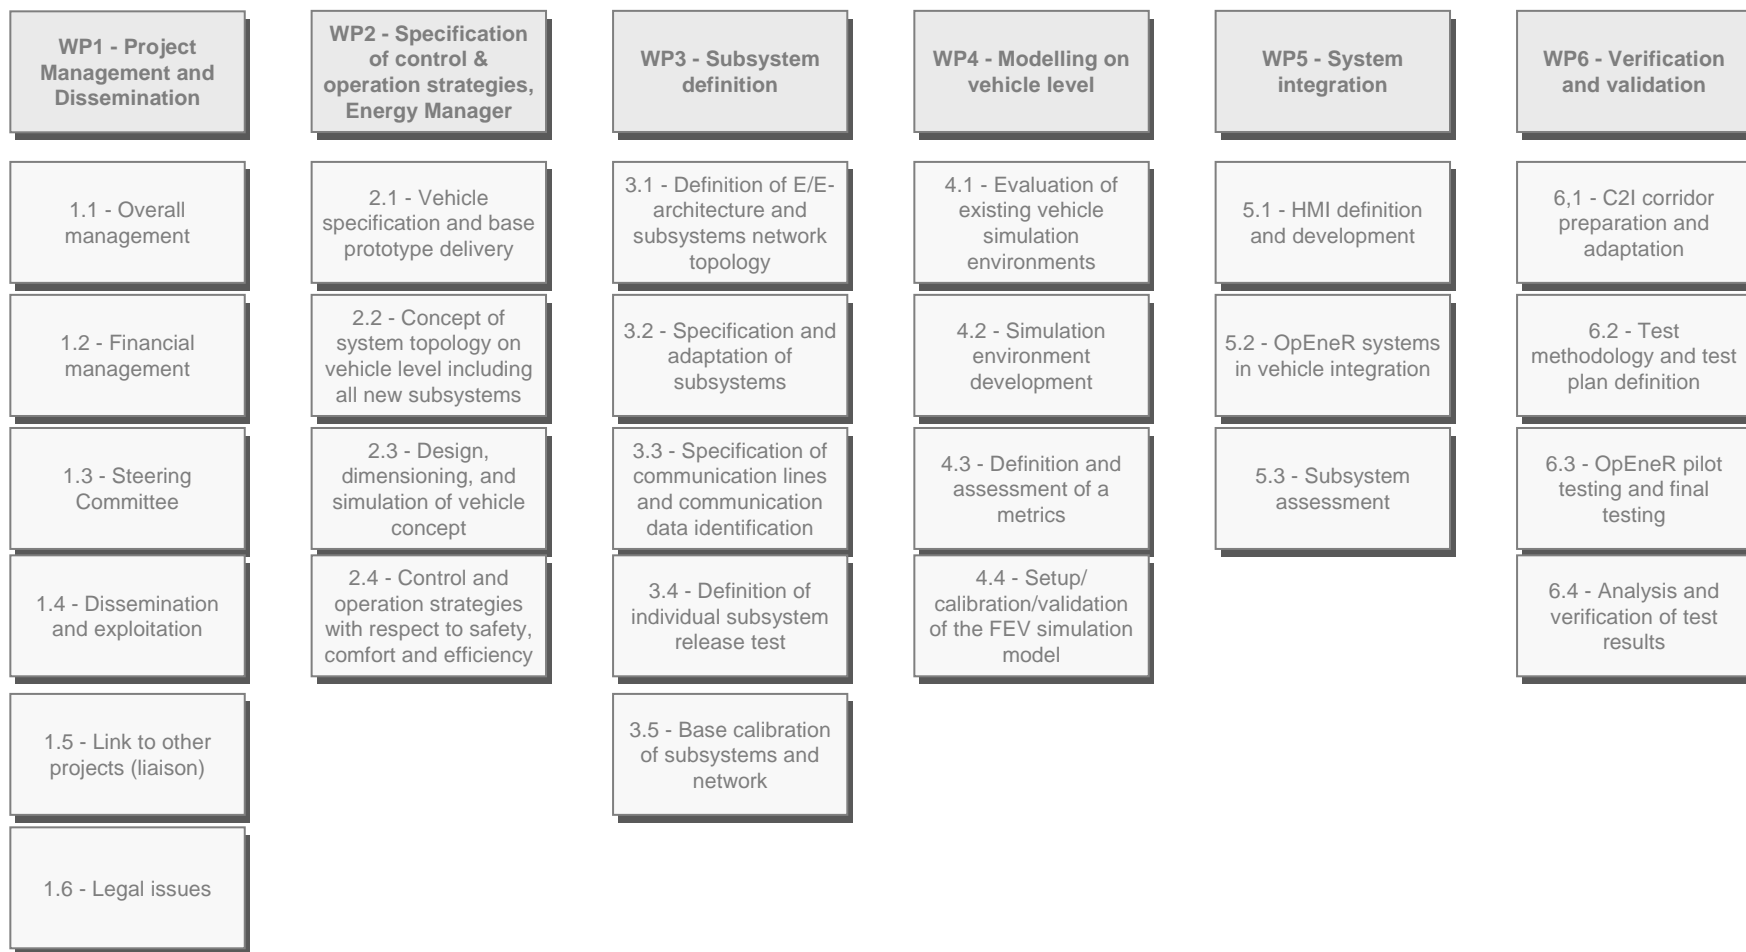 WP1 - Project
Management and
Dissemination
1.1 - Overall
management
1.2 - Financial
management
1.3 - Steering
Committee
1.4 - Dissemination
and exploitation
1.5 - Link to other
projects (liaison)
1.6 - Legal issues
WP2 - Specification
of control &
operation strategies,
Energy Manager
2.1 - Vehicle
specification and base
prototype delivery
2.2 - Concept of
system topology on
vehicle level including
all new subsystems
2.3 - Design,
dimensioning, and
simulation of vehicle
concept
2.4 - Control and
operation strategies
with respect to safety,
comfort and efficiency
WP3 - Subsystem
definition
3.1 - Definition of E/E-
architecture and
subsystems network
topology
3.2 - Specification and
adaptation of
subsystems
3.3 - Specification of
communication lines
and communication
data identification
3.4 - Definition of
individual subsystem
release test
3.5 - Base calibration
of subsystems and
network
WP4 - Modelling on
vehicle level
4.1 - Evaluation of
existing vehicle
simulation
environments
4.2 - Simulation
environment
development
4.3 - Definition and
assessment of a
metrics
4.4 - Setup/
calibration/validation
of the FEV simulation
model
WP5 - System
integration
5.1 - HMI definition
and development
5.2 - OpEneR systems
in vehicle integration
5.3 - Subsystem
assessment
WP6 - Verification
and validation
6,1 - C2I corridor
preparation and
adaptation
6.2 - Test
methodology and test
plan definition
6.3 - OpEneR pilot
testing and final
testing
6.4 - Analysis and
verification of test
results